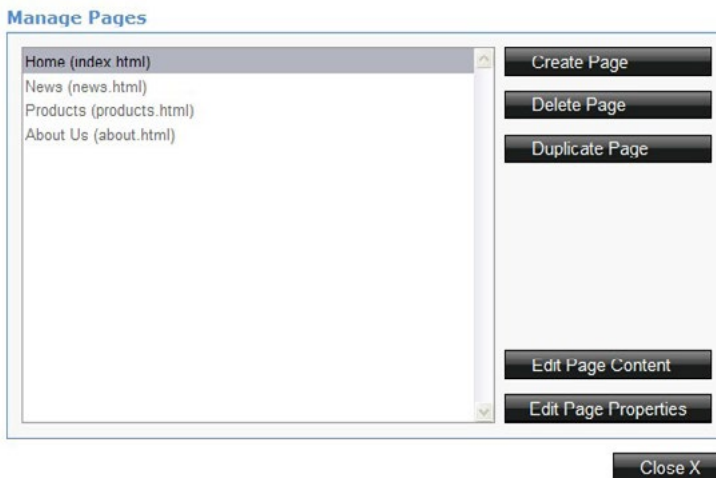 Manage Pages
Home (index.html)
News (news.html)
Products (products.html)
About Us (about.html)
Create Page
Delete Page
Duplicate Page
Edit Page Content
Edit Page Properties
Close X